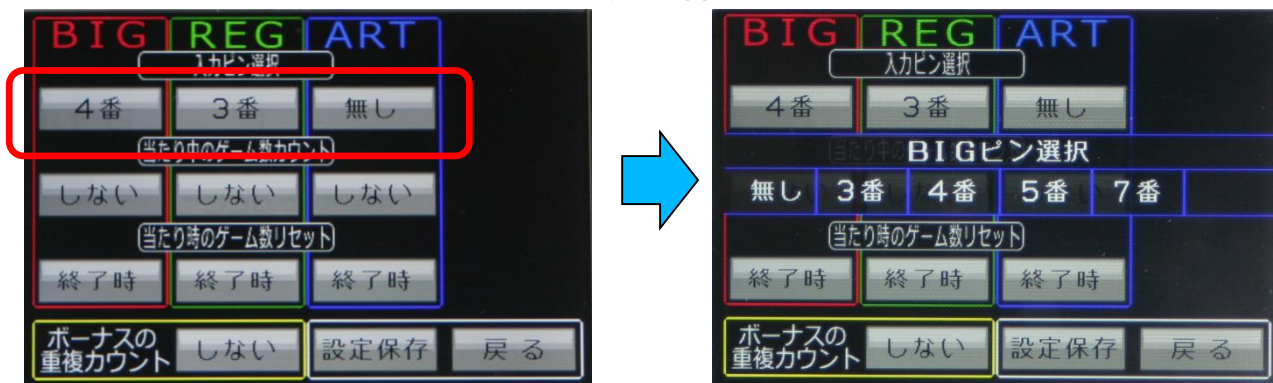 BIG REG ART
入力ピン選択
4番 3番 無し
当たり中のゲーム数カウント
しない しない しない
当たり時のゲーム数リセット
終了時 終了時 終了時
ボーナスの
重複カウント
しない 設定保存 戻る
BIG REG ART
入力ピン選択
4番 3番 無し
BIGピン選択
無し 3番 4番 5番 7番
当たり時のゲーム数リセット
終了時 終了時 終了時
ボーナスの
重複カウント
しない 設定保存 戻る